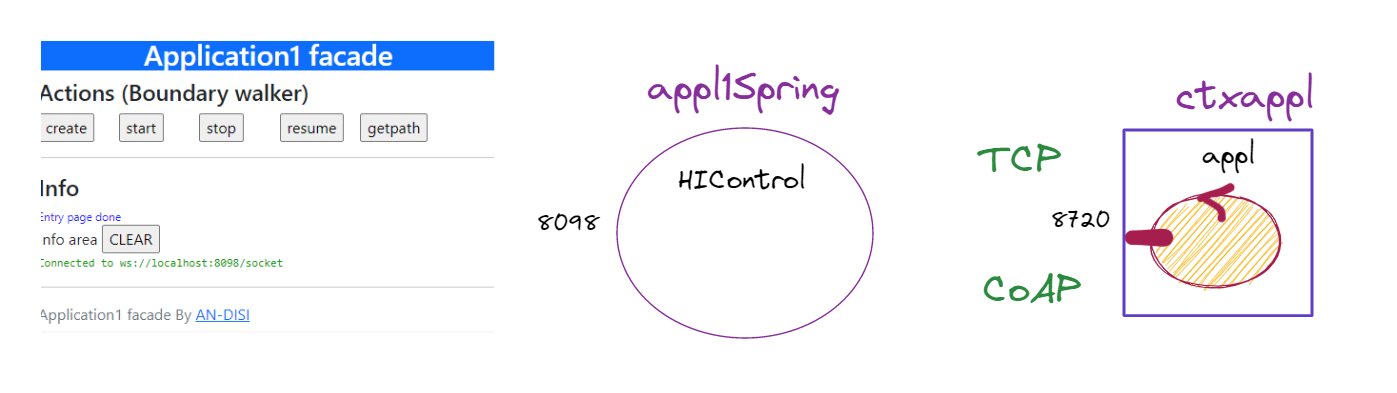 Application1 facade
Actions (Boundary walker)
create start stop resume getpath
Info
Entry page done
Info area CLEAR
Connected to ws://localhost:8098/socket
Application1 facade By AN-DISI
appl1Spring
HIControl
8098
TCP
CoAP
ctxappl
appl
8720